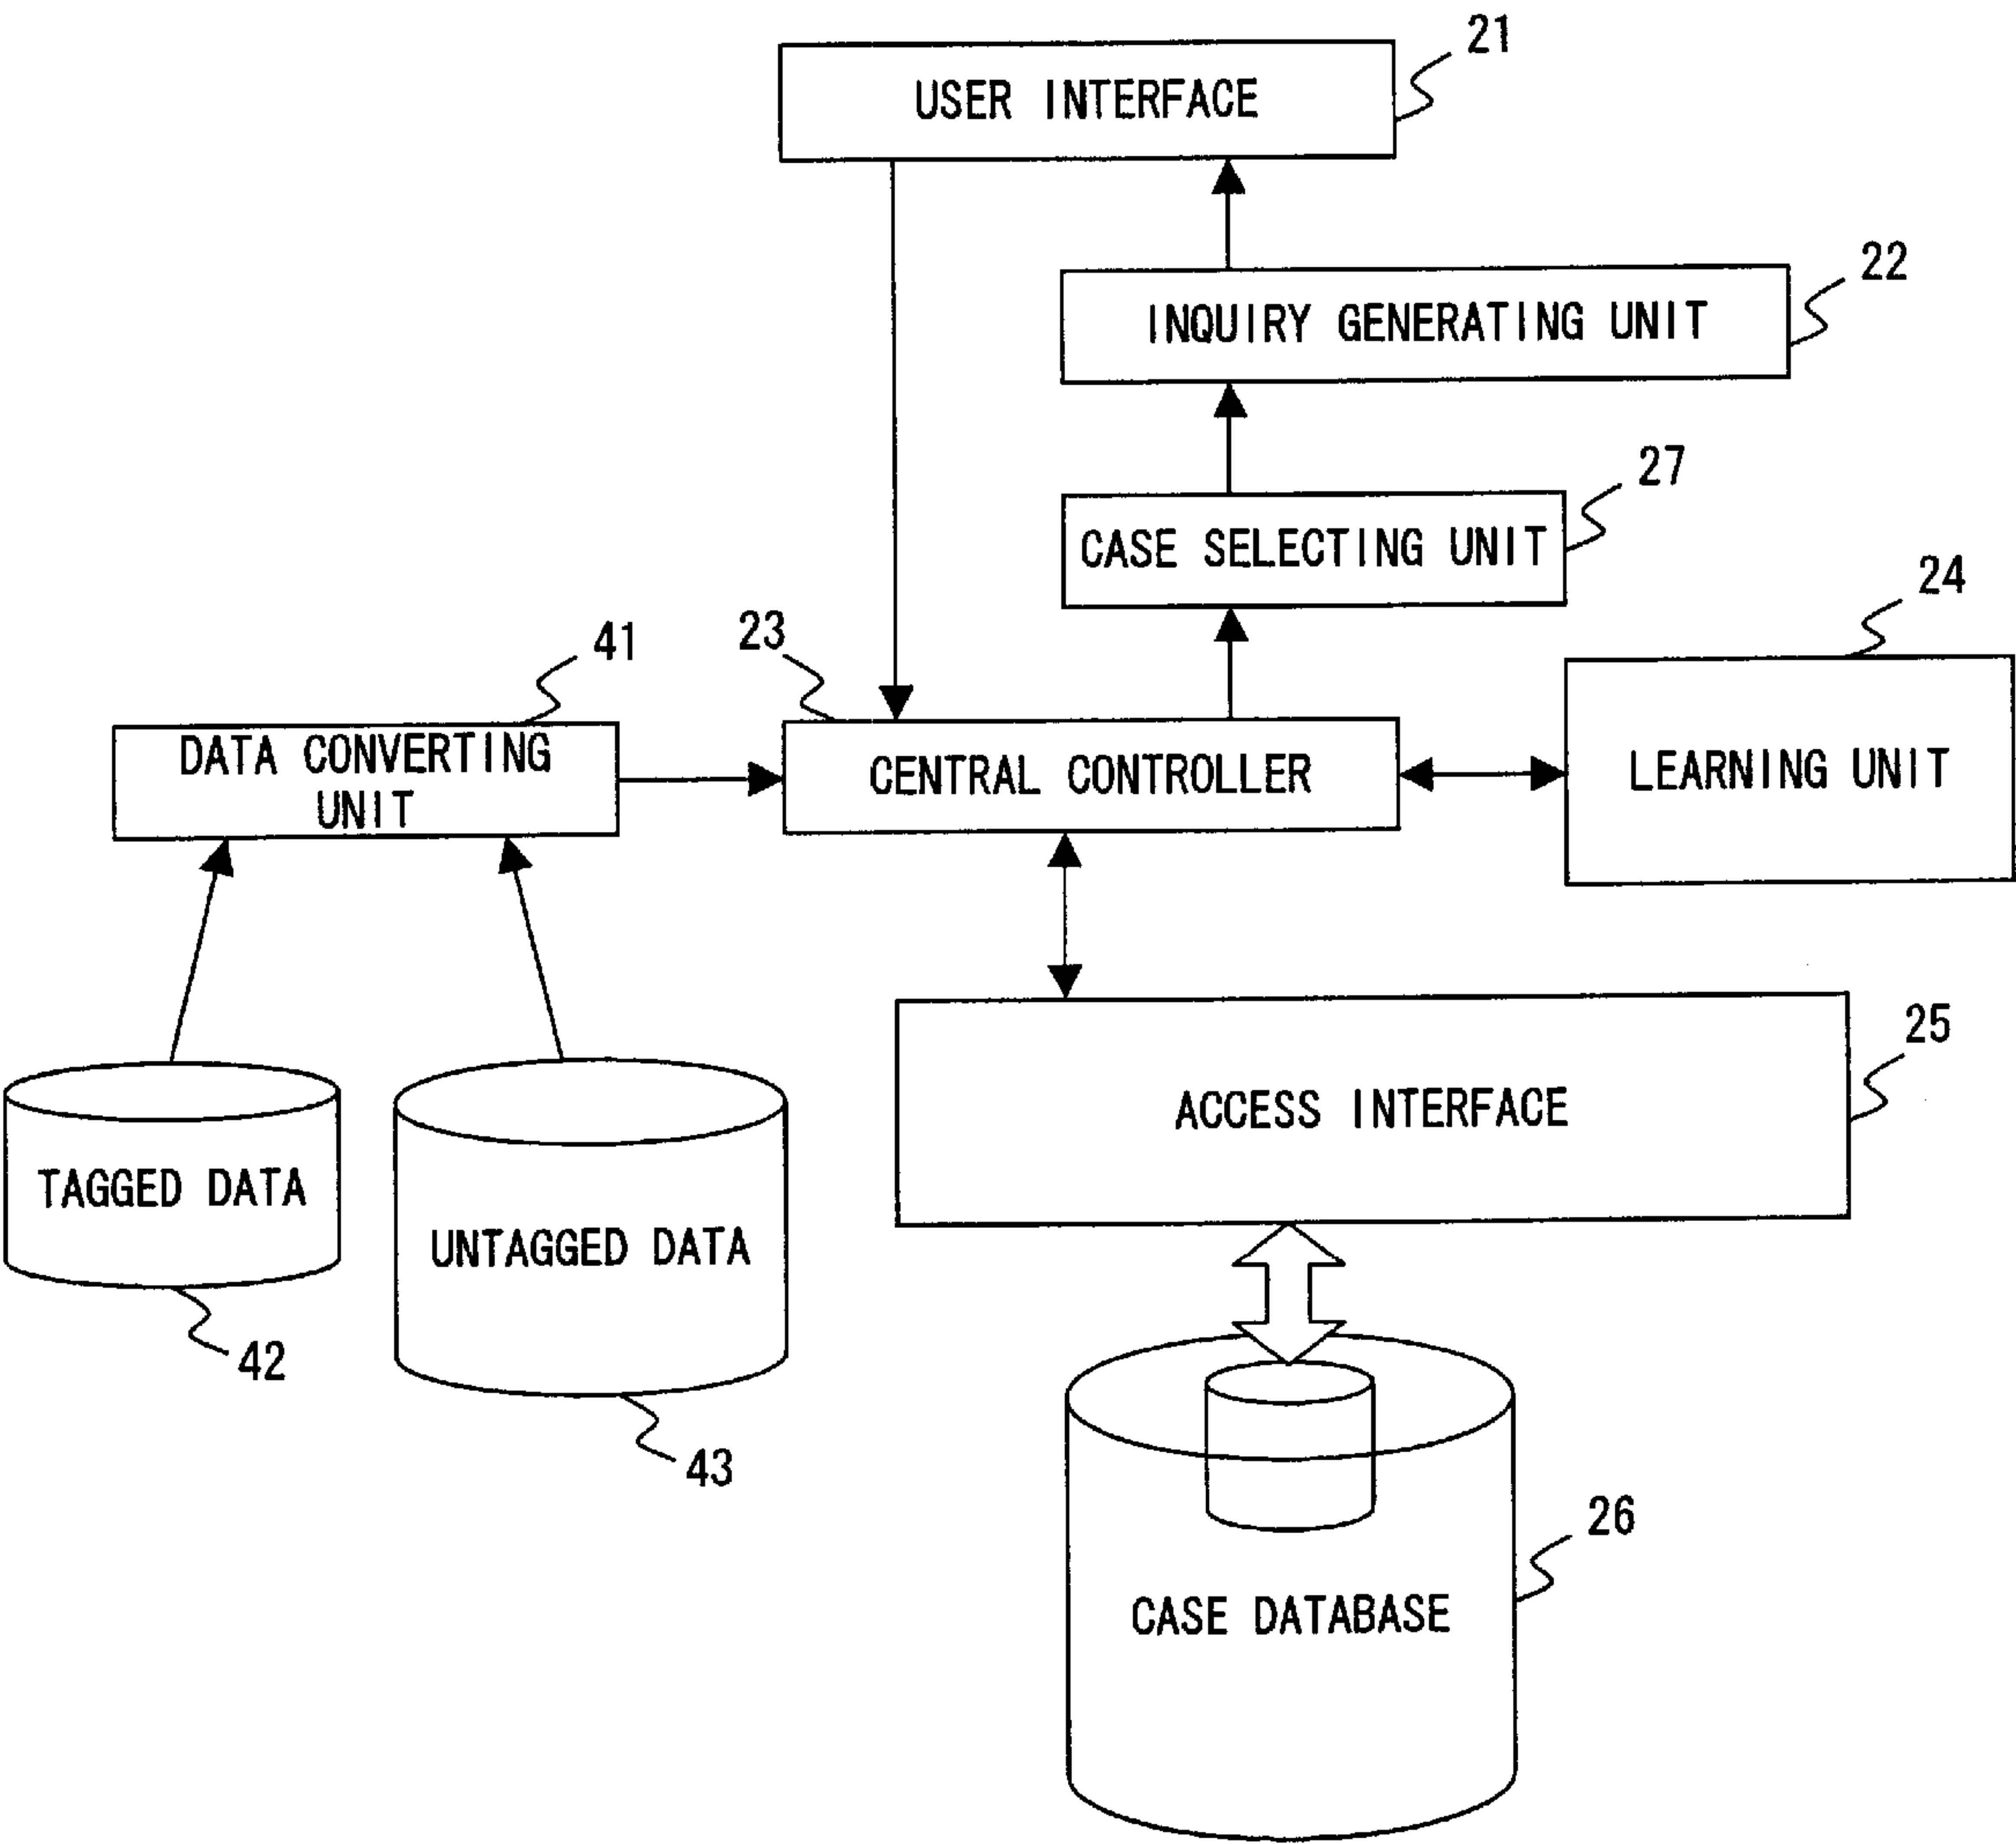 21
USER INTERFACE
22
INQUIRY GENERATING UNIT
27
CASE SELECTING UNIT
24
23
41
DATA CONVERTING
UNIT
CENTRAL CONTROLLER
LEARNING UNIT
25
ACCESS INTERFACE
TAGGED DATA
UNTAGGED DATA
42
43
26
CASE DATABASE